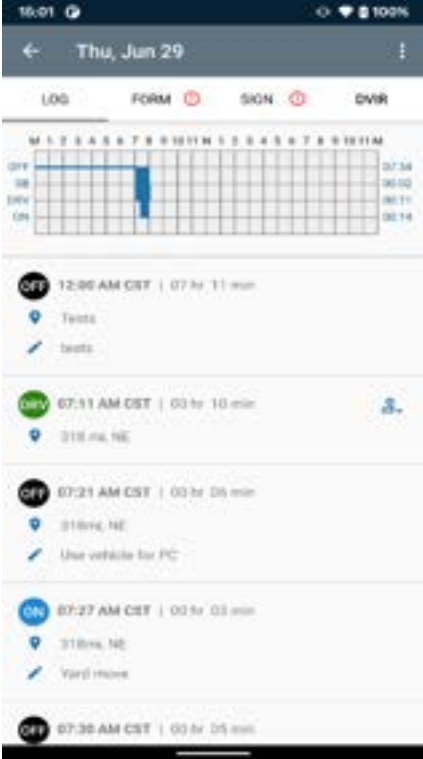 16:01 100%
Thu, Jun 29
LOG FORM SIGN DVIR
M 1 2 3 4 5 6 7 8 9 10 11 N 1 2 3 4 5 6 7 8 9 10 11 M
OFF 07:34
SB 00:02
DRV 00:11
ON 00:14
OFF 12:00 AM CST | 07 hr 11 min
Tests
tests
DRV 07:11 AM CST | 00 hr 10 min
318 mi, NE
OFF 07:21 AM CST | 00 hr 06 min
318mi, NE
Use vehicle for PC
ON 07:27 AM CST | 00 hr 03 min
318mi, NE
Yard move
OFF 07:30 AM CST | 00 hr 05 min